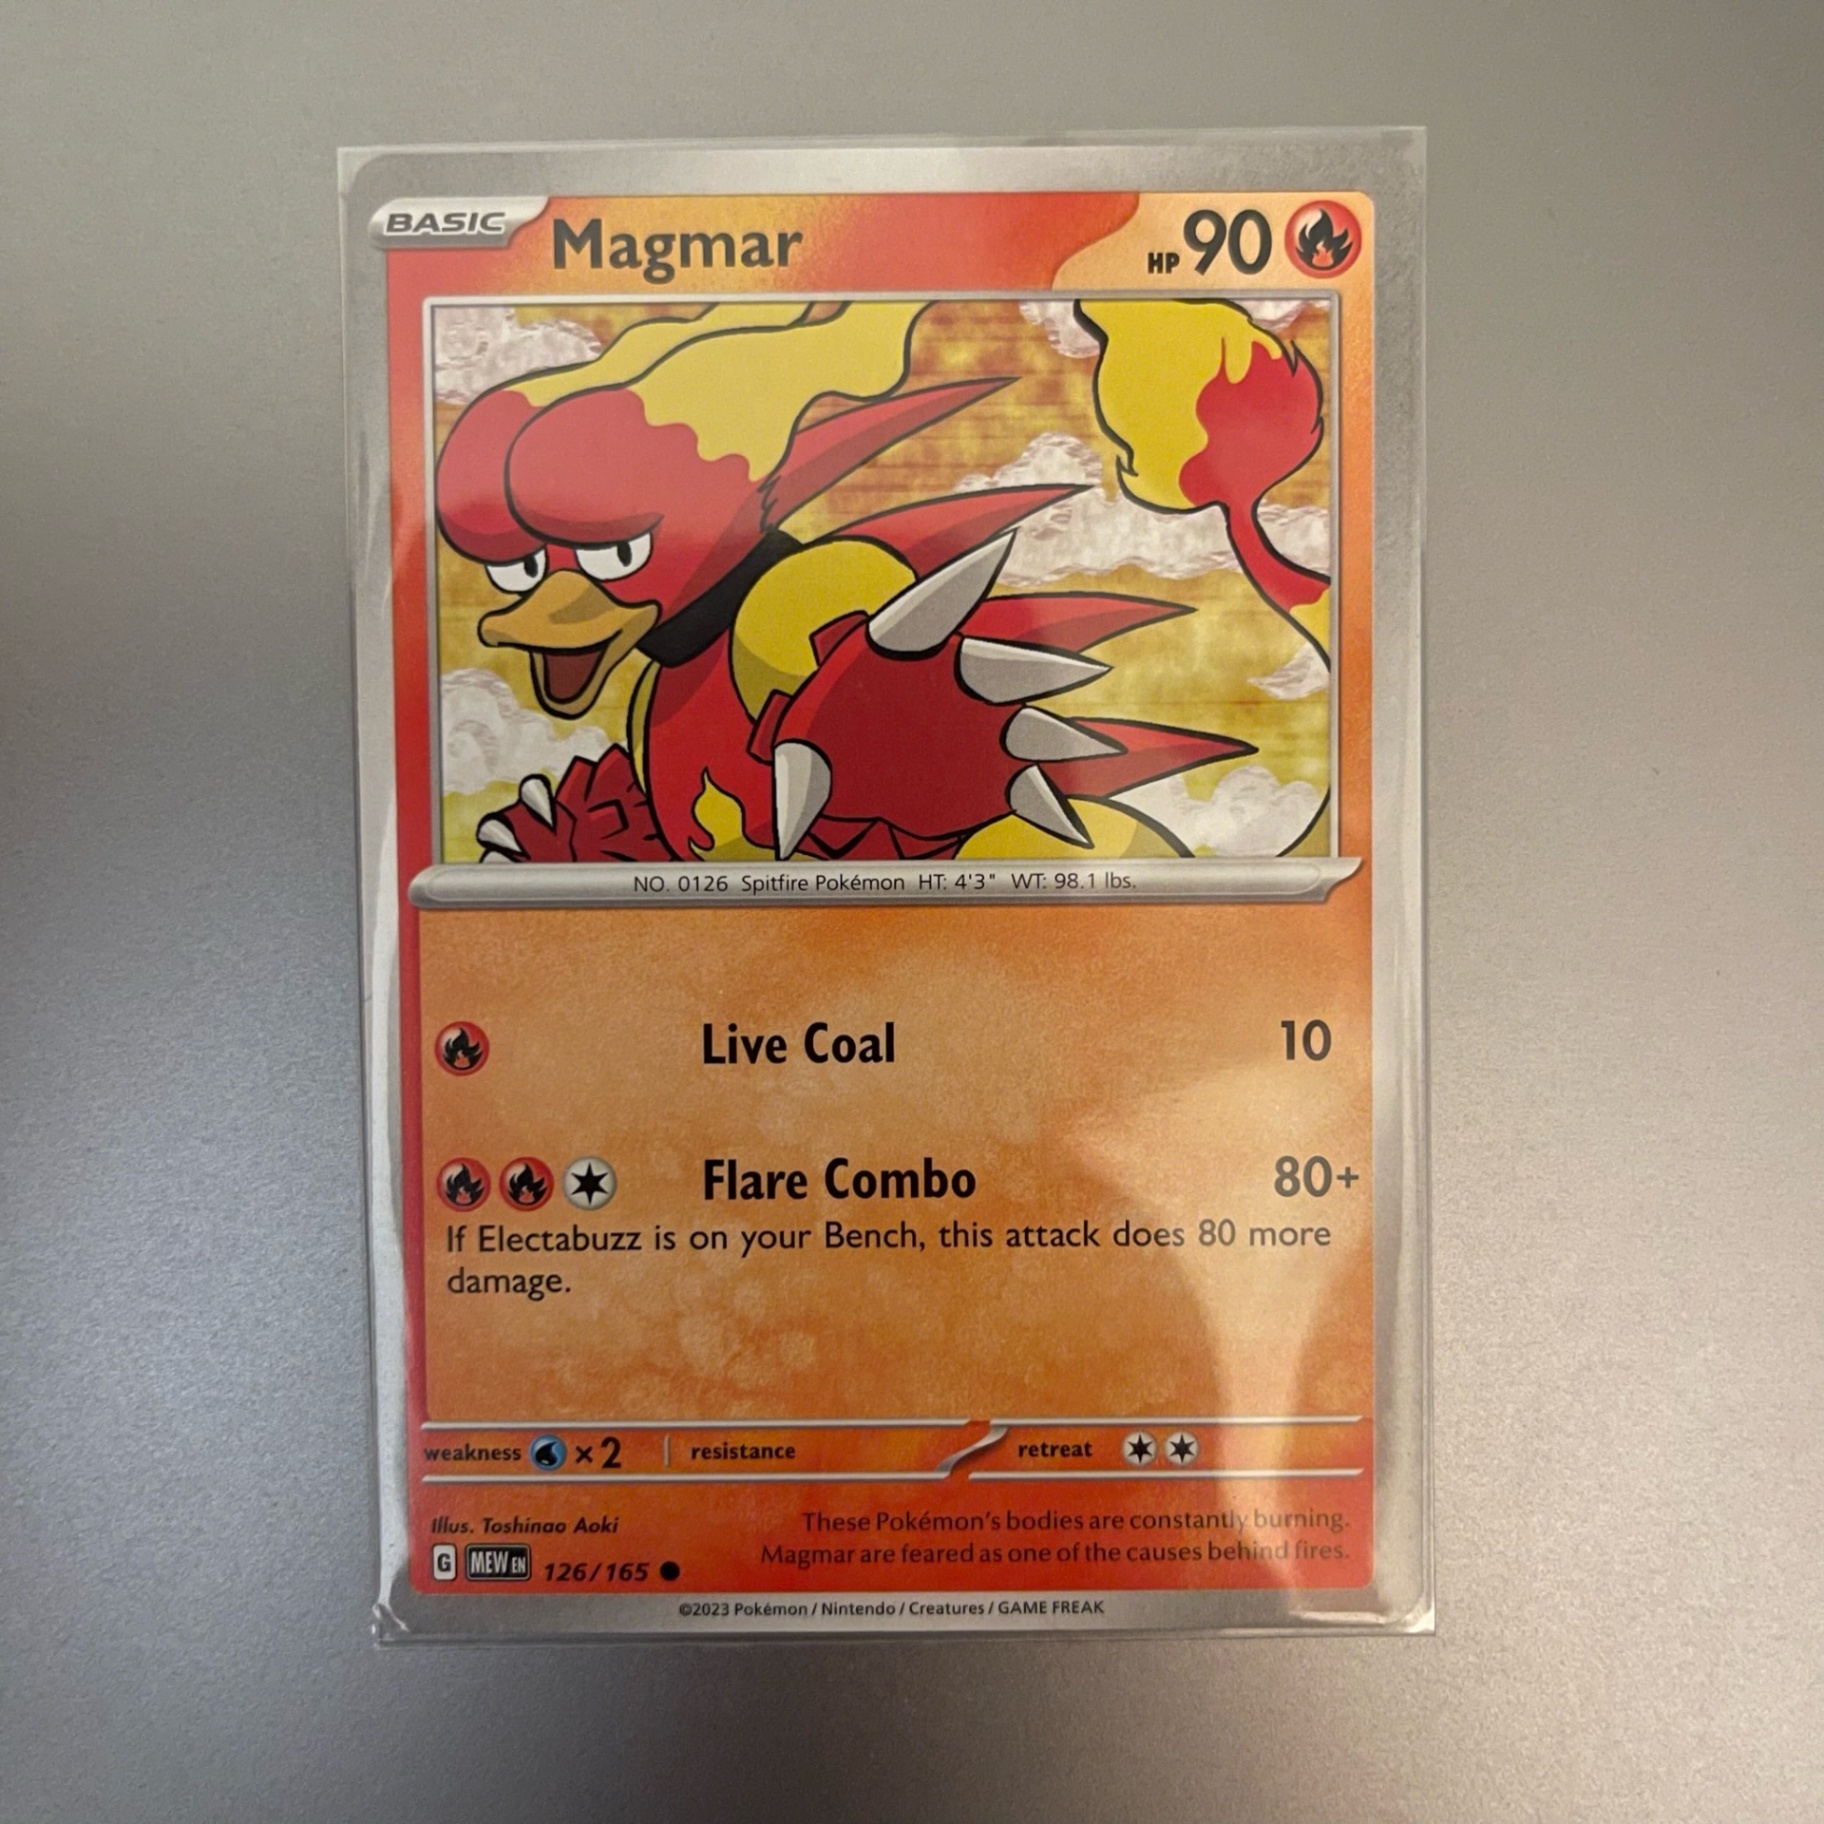 BASIC Magmar HP 90
NO. 0126 Spitfire Pokémon HT: 4'3" WT: 98.1 lbs.
Live Coal 10
Flare Combo 80+
If Electabuzz is on your Bench, this attack does 80 more
damage.
weakness ×2 resistance retreat
Illus. Toshinao Aoki
These Pokémon's bodies are constantly burning.
Magmar are feared as one of the causes behind fires.
G MEW EN 126/165
©2023 Pokémon / Nintendo / Creatures / GAME FREAK